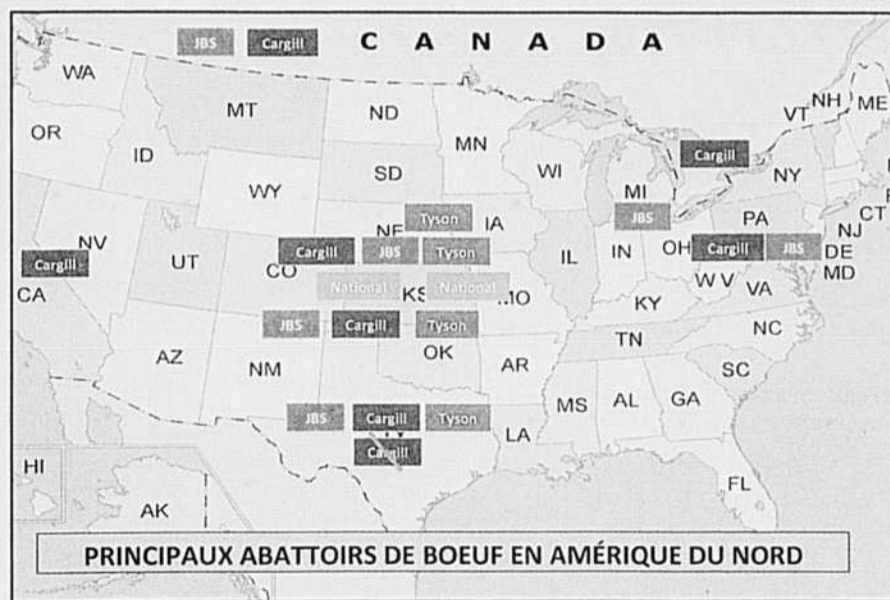 JBS Cargill C A N A D A
WA
MT
ND
ME
VT NH
OR
MN
ID
SD
WI
Cargill
NY
WY
MI
Tyson
IA
JBS
PA
CT
NJ
NV
NE
Cargill JBS Tyson
OH Cargill JBS
Cargill
UT
CO
IL
IN
DE
MD
CA
National National
KS MO
WV
VA
KY
JBS Cargill Tyson
NC
TN
AZ
NM
OK
AR
SC
MS
AL
GA
JBS Cargill Tyson
LA
Cargill
HI
FL
AK
PRINCIPAUX ABATTOIRS DE BOEUF EN AMÉRIQUE DU NORD